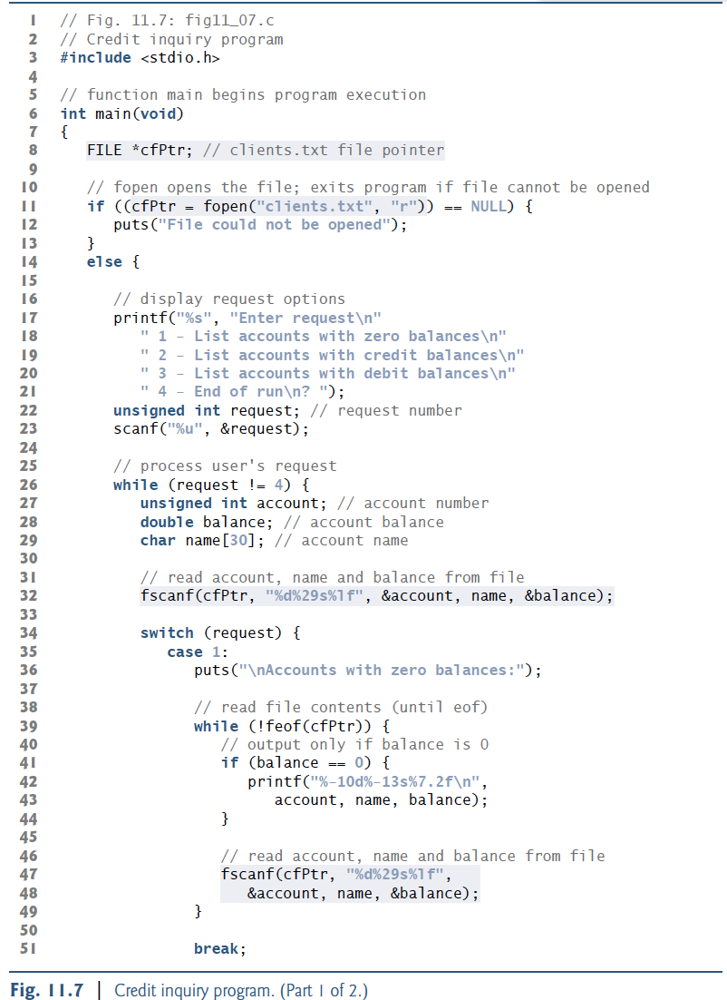 1 // Fig. 11.7: fig11_07.c
2 // Credit inquiry program
3 #include <stdio.h>
4
5 // function main begins program execution
6 int main(void)
7 {
8    FILE *cfPtr; // clients.txt file pointer
9
10    // fopen opens the file; exits program if file cannot be opened
11    if ((cfPtr = fopen("clients.txt", "r")) == NULL) {
12       puts("File could not be opened");
13    }
14    else {
15
16       // display request options
17       printf("%s", "Enter request\n"
18          " 1 - List accounts with zero balances\n"
19          " 2 - List accounts with credit balances\n"
20          " 3 - List accounts with debit balances\n"
21          " 4 - End of run\n? ");
22       unsigned int request; // request number
23       scanf("%u", &request);
24
25       // process user's request
26       while (request != 4) {
27          unsigned int account; // account number
28          double balance; // account balance
29          char name[30]; // account name
30
31          // read account, name and balance from file
32          fscanf(cfPtr, "%d%29s%lf", &account, name, &balance);
33
34          switch (request) {
35             case 1:
36                puts("\nAccounts with zero balances:");
37
38                // read file contents (until eof)
39                while (!feof(cfPtr)) {
40                   // output only if balance is 0
41                   if (balance == 0) {
42                      printf("%-10d%-13s%7.2f\n",
43                         account, name, balance);
44                   }
45
46                   // read account, name and balance from file
47                   fscanf(cfPtr, "%d%29s%lf",
48                      &account, name, &balance);
49                }
50
51                break;
Fig. 11.7 | Credit inquiry program. (Part 1 of 2.)